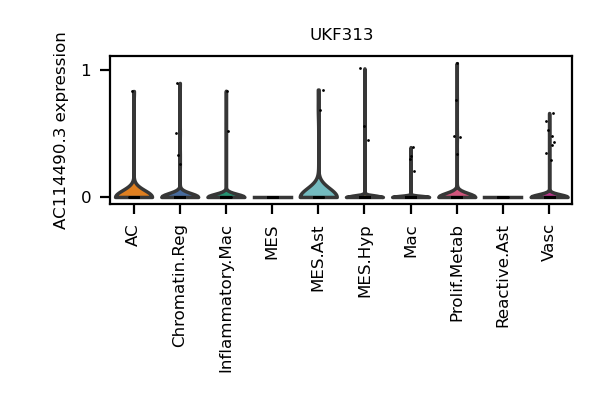 UKF313
AC114490.3 expression
1
0
AC
Chromatin.Reg
Inflammatory.Mac
MES
MES.Ast
MES.Hyp
Mac
Prolif.Metab
Reactive.Ast
Vasc